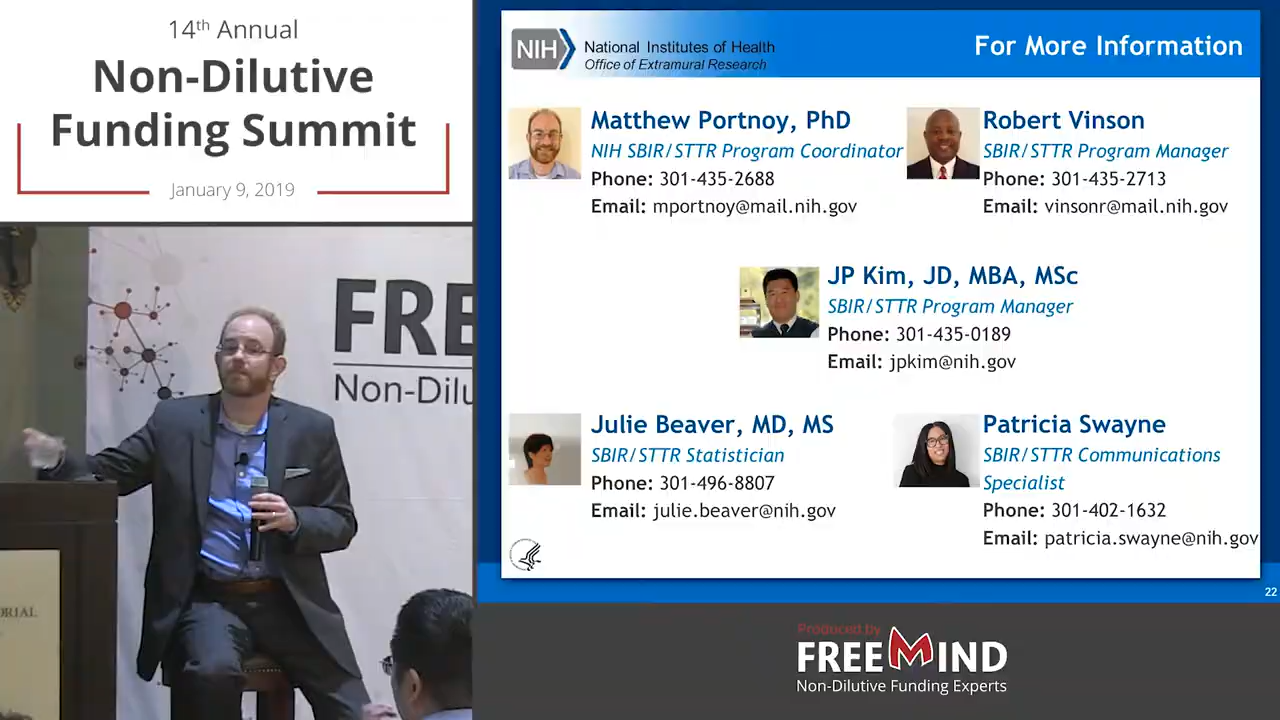 14th Annual
Non-Dilutive
Funding Summit
January 9, 2019
FRE
Non-Dilu
ORIAL
NIH
National Institutes of Health
Office of Extramural Research
For More Information
Matthew Portnoy, PhD
NIH SBIR/STTR Program Coordinator
Phone: 301-435-2688
Email: mportnoy@mail.nih.gov
Robert Vinson
SBIR/STTR Program Manager
Phone: 301-435-2713
Email: vinsonr@mail.nih.gov
JP Kim, JD, MBA, MSc
SBIR/STTR Program Manager
Phone: 301-435-0189
Email: jpkim@nih.gov
Julie Beaver, MD, MS
SBIR/STTR Statistician
Phone: 301-496-8807
Email: julie.beaver@nih.gov
Patricia Swayne
SBIR/STTR Communications
Specialist
Phone: 301-402-1632
Email: patricia.swayne@nih.gov
22
Produced by
FREEMIND
Non-Dilutive Funding Experts